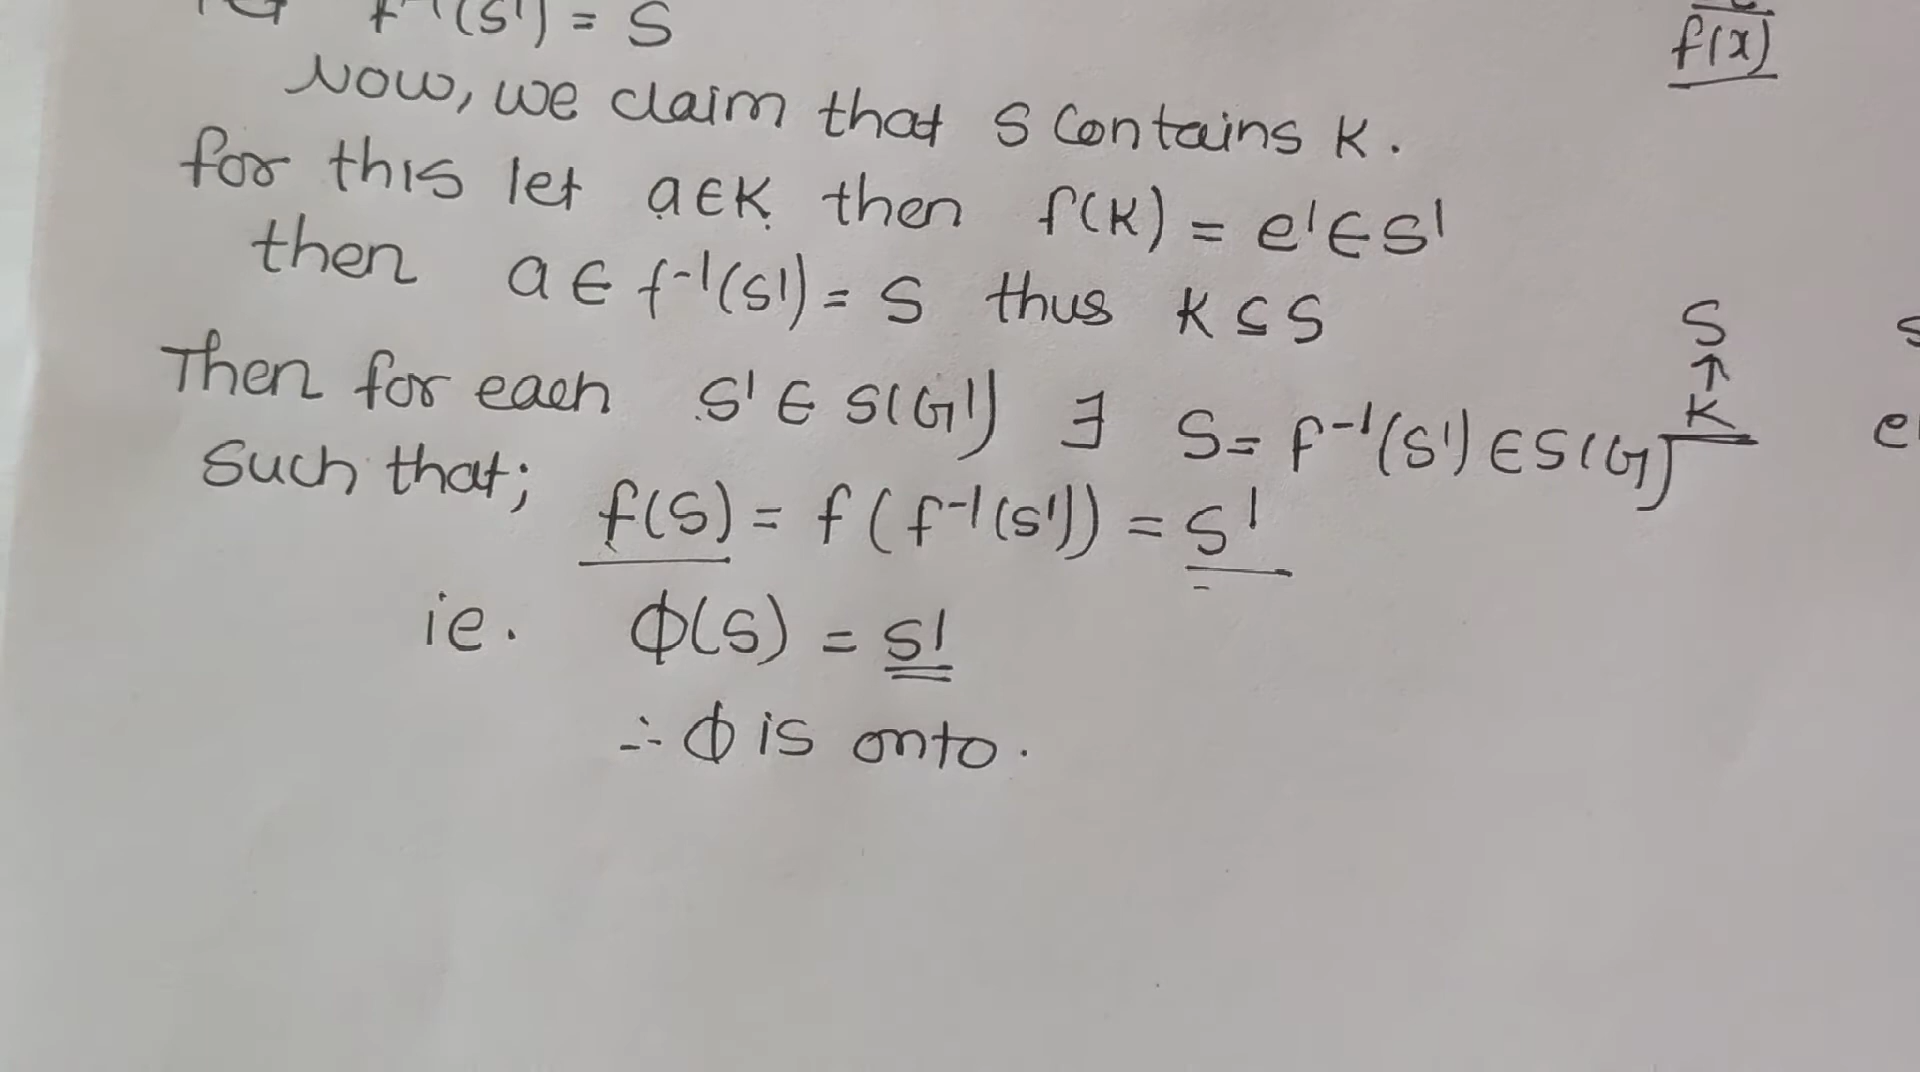 f⁻¹(S') = S
f(x)
Now, we claim that S contains K.
for this let a∈K then f(K) = e'∈S'
then a ∈ f⁻¹(S') = S thus K ⊆ S
S
↑
K
Then for each S' ∈ S(G') ∃ S = f⁻¹(S') ∈ S(G)
Such that;
f(S) = f(f⁻¹(S')) = S'
ie. Φ(S) = S'
∴ Φ is onto.